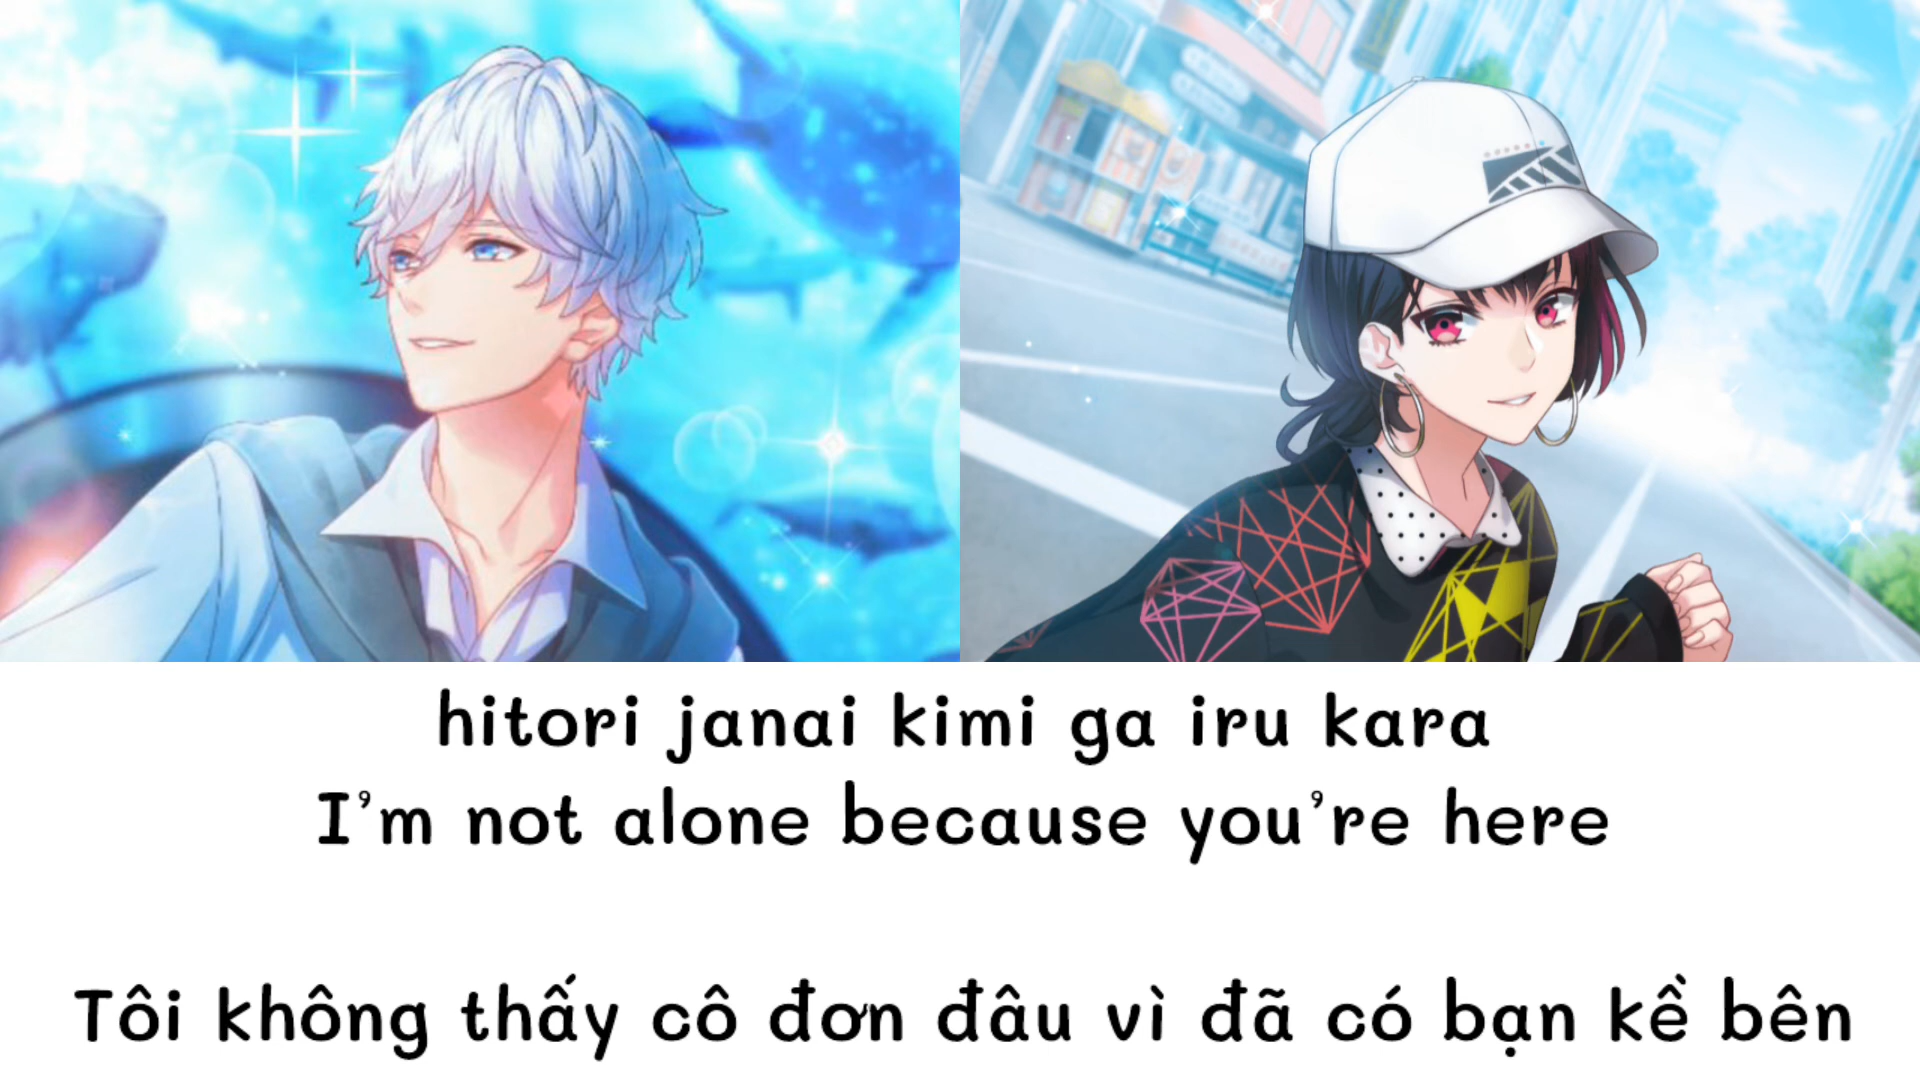 hitori janai kimi ga iru kara
I'm not alone because you're here
Tôi không thấy cô đơn đâu vì đã có bạn kề bên